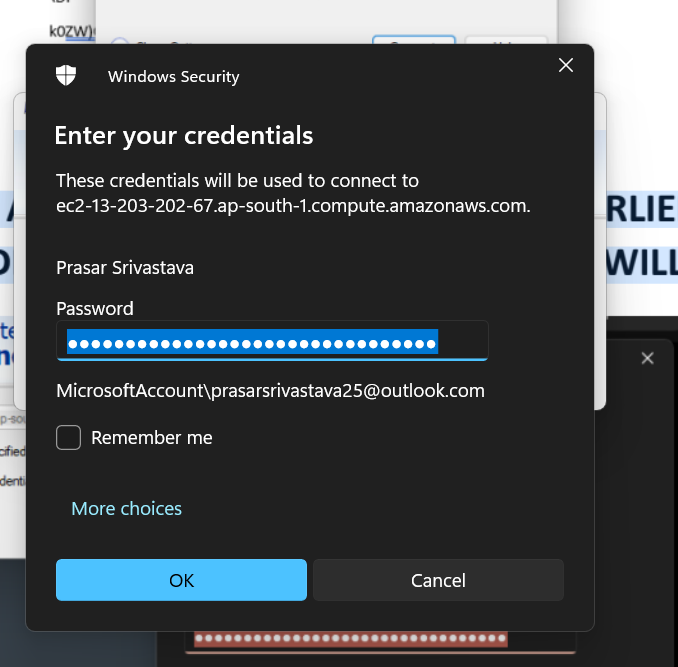 k0ZW)
Windows Security
Enter your credentials
These credentials will be used to connect to
ec2-13-203-202-67.ap-south-1.compute.amazonaws.com.
RLIE
WILL
Prasar Srivastava
Password
●●●●●●●●●●●●●●●●●●●●●●●●●●●●●●●●
MicrosoftAccount\prasarsrivastava25@outlook.com
Remember me
More choices
OK
Cancel